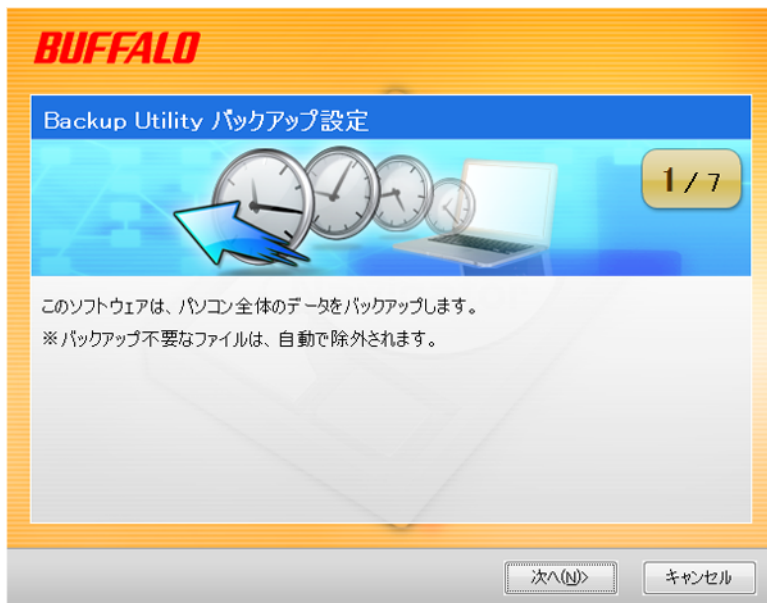 BUFFALO
Backup Utility バックアップ設定
1 / 7
このソフトウェアは、パソコン全体のデータをバックアップします。
※バックアップ不要なファイルは、自動で除外されます。
次へ(N)>
キャンセル